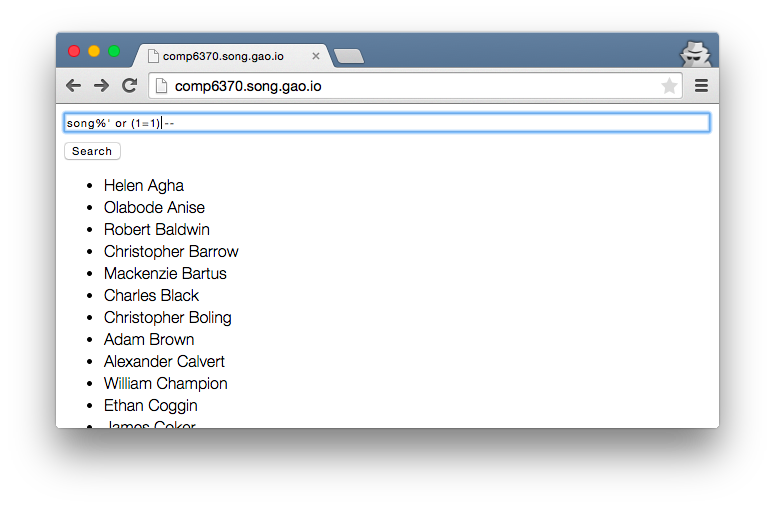 comp6370.song.gao.io
comp6370.song.gao.io
song%' or (1=1)--
Search
Helen Agha
Olabode Anise
Robert Baldwin
Christopher Barrow
Mackenzie Bartus
Charles Black
Christopher Boling
Adam Brown
Alexander Calvert
William Champion
Ethan Coggin
James Coker